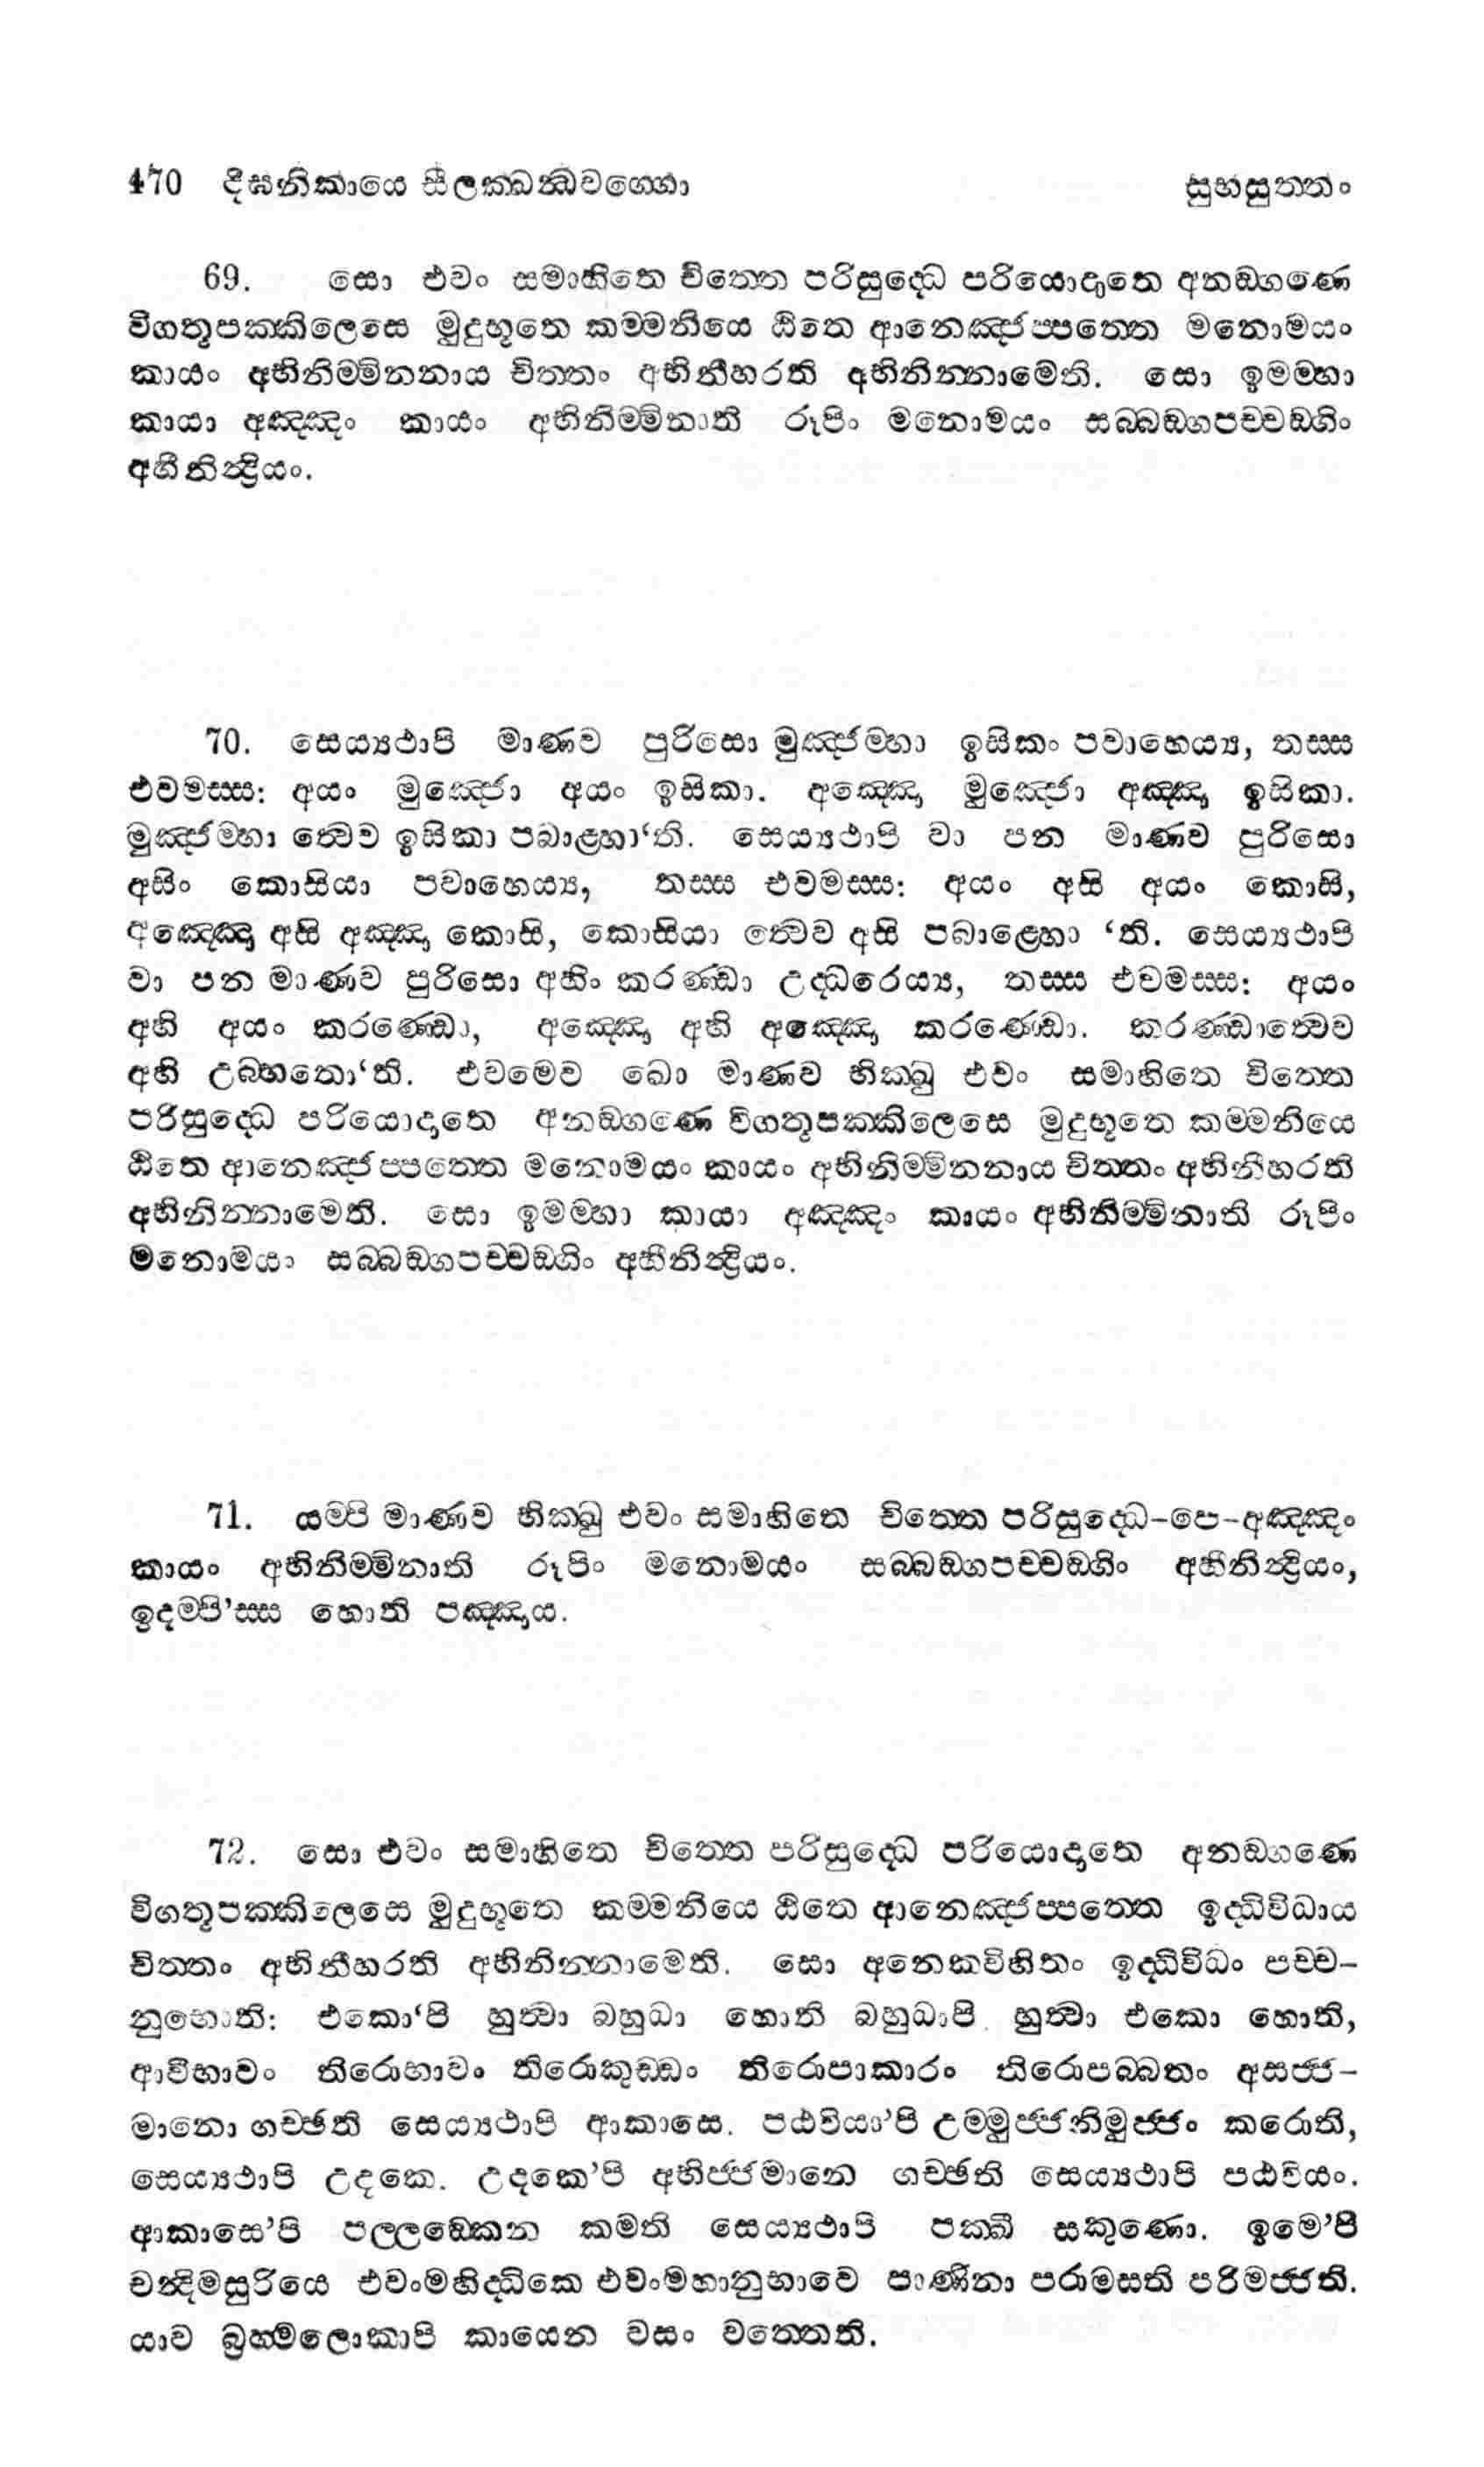 470 දීඝනිකායෙ සීලක්ඛන්ධවග්ගො සුභසුත්තං
69. සො එවං සමාහිතෙ චිත්තෙ පරිසුද්ධෙ පරියොදාතෙ අනඞ්ගණෙ
විගතූපක්කිලෙසෙ මුදුභූතෙ කම්මනියෙ ඨිතෙ ආනෙඤ්ජප්පත්තෙ මනොමයං
කායං අභිනිම්මිනනාය චිත්තං අභිනීහරති අභිනින්නාමෙති. සො ඉමම්හා
කායා අඤ්ඤං කායං අභිනිම්මිනාති රූපිං මනොමයං සබ්බඞ්ගපච්චඞ්ගිං
අහීනින්ද්‍රියං.
70. සෙය්‍යථාපි මාණව පුරිසො මුඤ්ජම්හා ඉසිකං පවාහෙය්‍ය, තස්ස
එවමස්ස: අයං මුඤ්ජො අයං ඉසිකා. අඤ්ඤො මුඤ්ජො අඤ්ඤා ඉසිකා.
මුඤ්ජම්හා ත්‍වෙව ඉසිකා පබාළ්හා‘ති. සෙය්‍යථාපි වා පන මාණව පුරිසො
අසිං කොසියා පවාහෙය්‍ය, තස්ස එවමස්ස: අයං අසි අයං කොසි,
අඤ්ඤො අසි අඤ්ඤා කොසි, කොසියා ත්‍වෙව අසි පබාළ්හො ‘ති. සෙය්‍යථාපි
වා පන මාණව පුරිසො අහිං කරණ්ඩා උද්ධරෙය්‍ය, තස්ස එවමස්ස: අයං
අහි අයං කරණ්ඩො, අඤ්ඤො අහි අඤ්ඤො කරණ්ඩො. කරණ්ඩාත්‍වෙව
අහි උබ්භතො‘ති. එවමෙව ඛො මාණව භික්ඛු එවං සමාහිතෙ චිත්තෙ
පරිසුද්ධෙ පරියොදාතෙ අනඞ්ගණෙ විගතූපක්කිලෙසෙ මුදුභූතෙ කම්මනියෙ
ඨිතෙ ආනෙඤ්ජප්පත්තෙ මනොමයං කායං අභිනිම්මිනනාය චිත්තං අභිනීහරති
අභිනින්නාමෙති. සො ඉමම්හා කායා අඤ්ඤං කායං අභිනිම්මිනාති රූපිං
මනොමයං සබ්බඞ්ගපච්චඞ්ගිං අහීනින්ද්‍රියං.
71. යම්පි මාණව භික්ඛු එවං සමාහිතෙ චිත්තෙ පරිසුද්ධෙ-පෙ-අඤ්ඤං
කායං අභිනිම්මිනාති රූපිං මනොමයං සබ්බඞ්ගපච්චඞ්ගිං අහීනින්ද්‍රියං,
ඉදම්පි’ස්ස හොති පඤ්ඤාය.
72. සො එවං සමාහිතෙ චිත්තෙ පරිසුද්ධෙ පරියොදාතෙ අනඞ්ගණෙ
විගතූපක්කිලෙසෙ මුදුභූතෙ කම්මනියෙ ඨිතෙ ආනෙඤ්ජප්පත්තෙ ඉද්ධිවිධාය
චිත්තං අභිනීහරති අභිනින්නාමෙති. සො අනෙකවිහිතං ඉද්ධිවිධං පච්ච-
නුභොති: එකො‘පි හුත්‍වා බහුධා හොති බහුධාපි හුත්‍වා එකො හොති,
ආවිභාවං තිරොභාවං තිරොකුඩ්ඩං තිරොපාකාරං තිරොපබ්බතං අසජ්ජ-
මානො ගච්ඡති සෙය්‍යථාපි ආකාසෙ. පඨවියා’පි උම්මුජ්ජනිමුජ්ජං කරොති,
සෙය්‍යථාපි උදකෙ. උදකෙ’පි අභිජ්ජමානෙ ගච්ඡති සෙය්‍යථාපි පඨවියං.
ආකාසෙ’පි පල්ලඞ්කෙන කමති සෙය්‍යථාපි පක්ඛී සකුණො. ඉමෙ’පි
චන්දිමසුරියෙ එවංමහිද්ධිකෙ එවංමහානුභාවෙ පාණිනා පරාමසති පරිමජ්ජති.
යාව බ්‍රහ්මලොකාපි කායෙන වසං වත්තෙති.